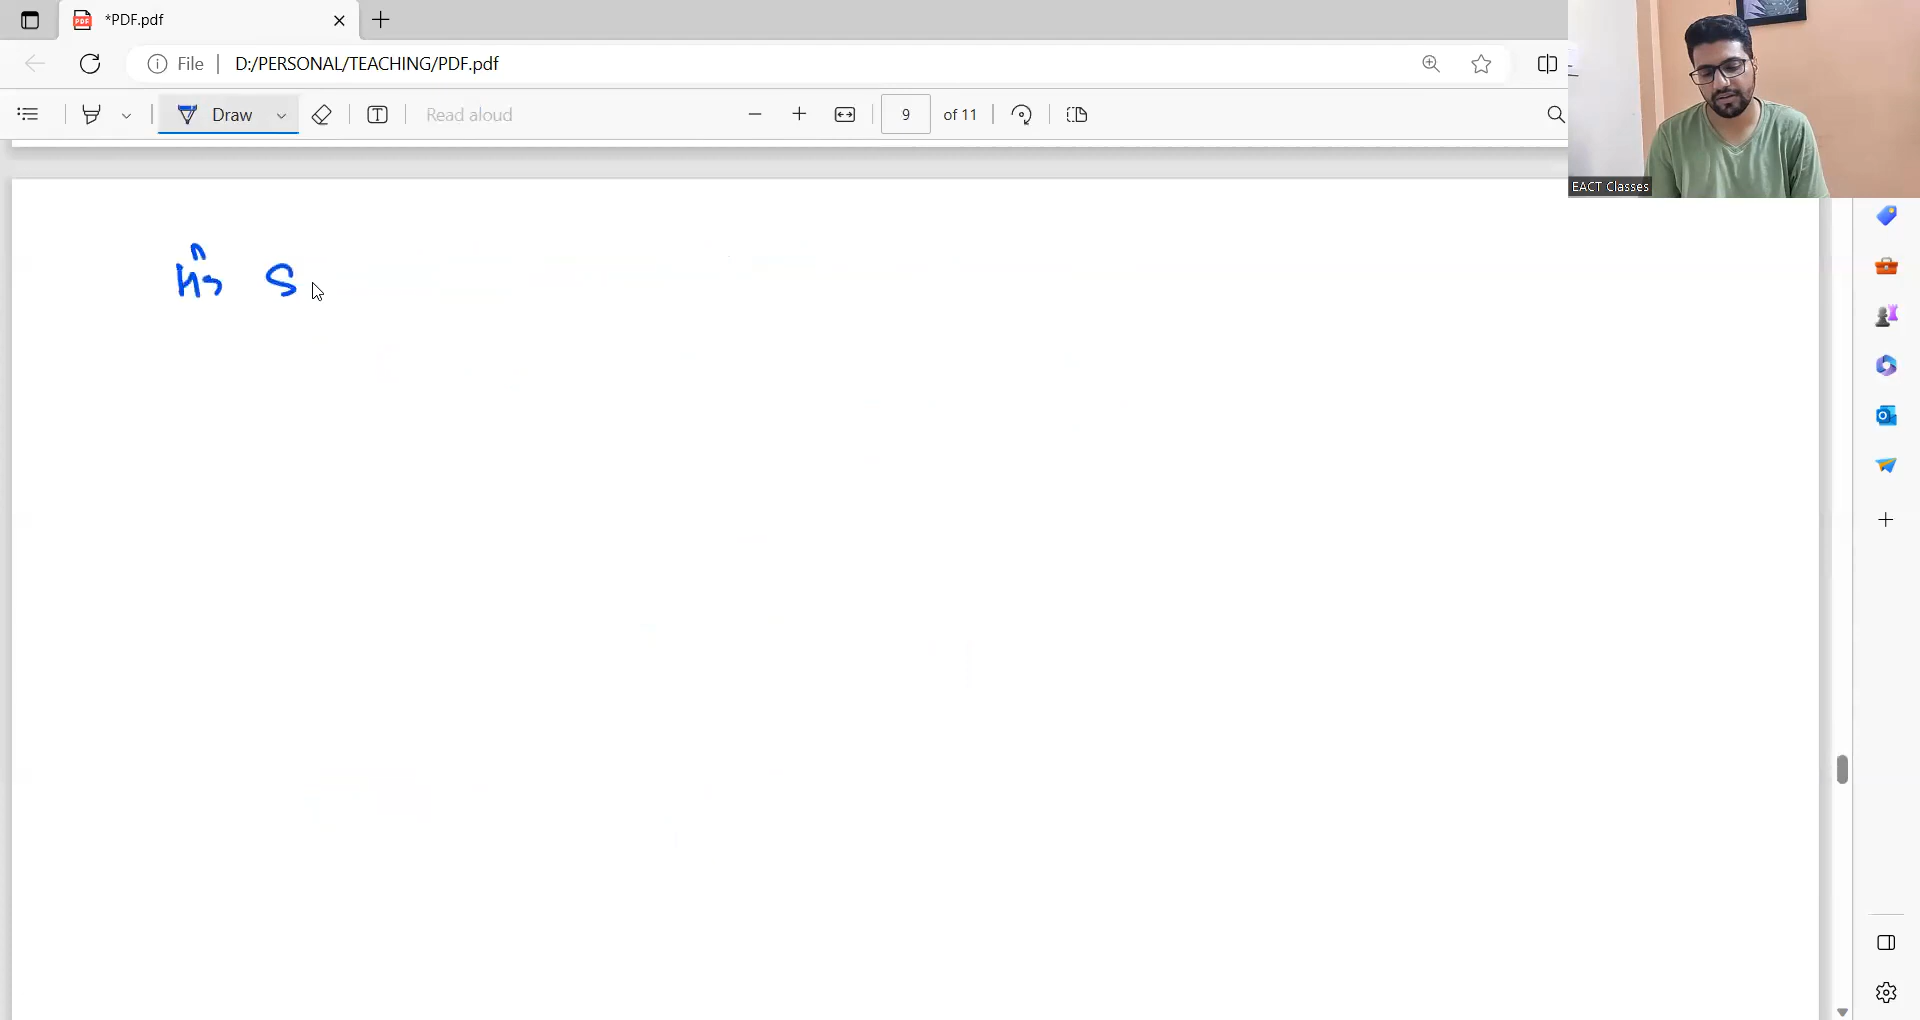 *PDF.pdf
File D:/PERSONAL/TEACHING/PDF.pdf
Draw Read aloud 9 of 11
EACT Classes
S